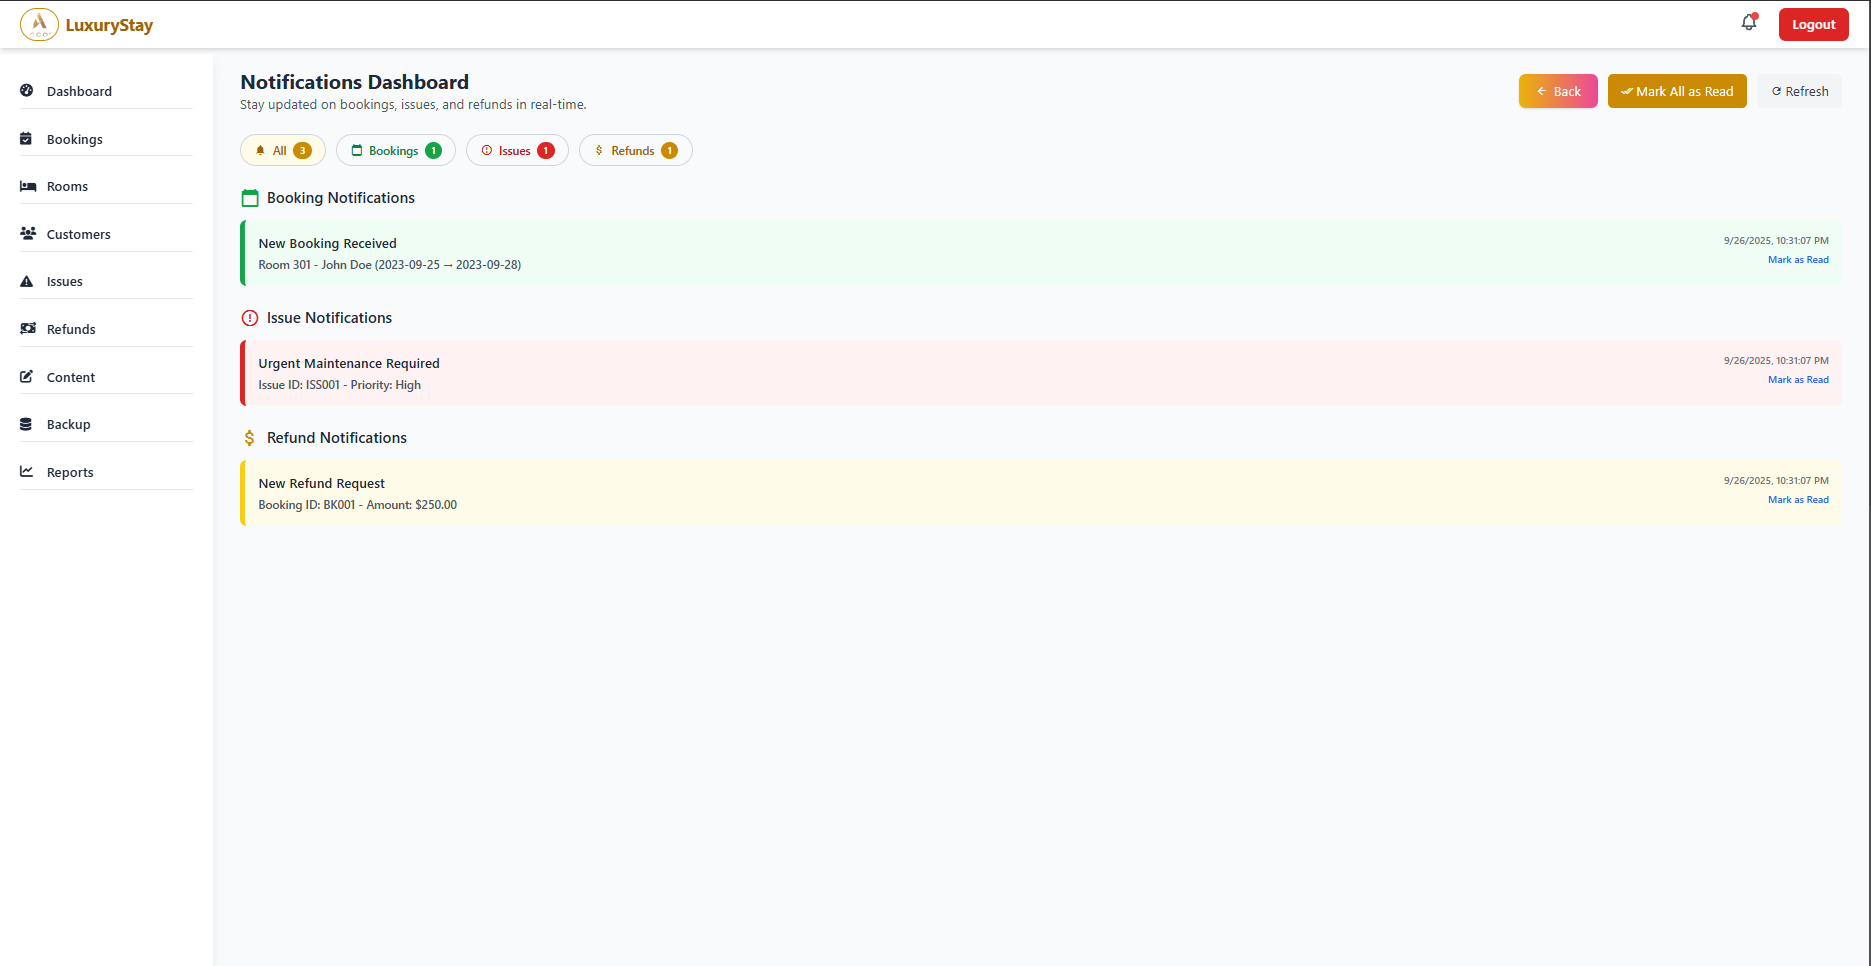 LuxuryStay
Logout
Dashboard
Bookings
Rooms
Customers
Issues
Refunds
Content
Backup
Reports
Notifications Dashboard
Stay updated on bookings, issues, and refunds in real-time.
Back
Mark All as Read
Refresh
All 3
Bookings 1
Issues 1
Refunds 1
Booking Notifications
New Booking Received
Room 301 - John Doe (2023-09-25 → 2023-09-28)
9/26/2025, 10:31:07 PM
Mark as Read
Issue Notifications
Urgent Maintenance Required
Issue ID: ISS001 - Priority: High
9/26/2025, 10:31:07 PM
Mark as Read
Refund Notifications
New Refund Request
Booking ID: BK001 - Amount: $250.00
9/26/2025, 10:31:07 PM
Mark as Read